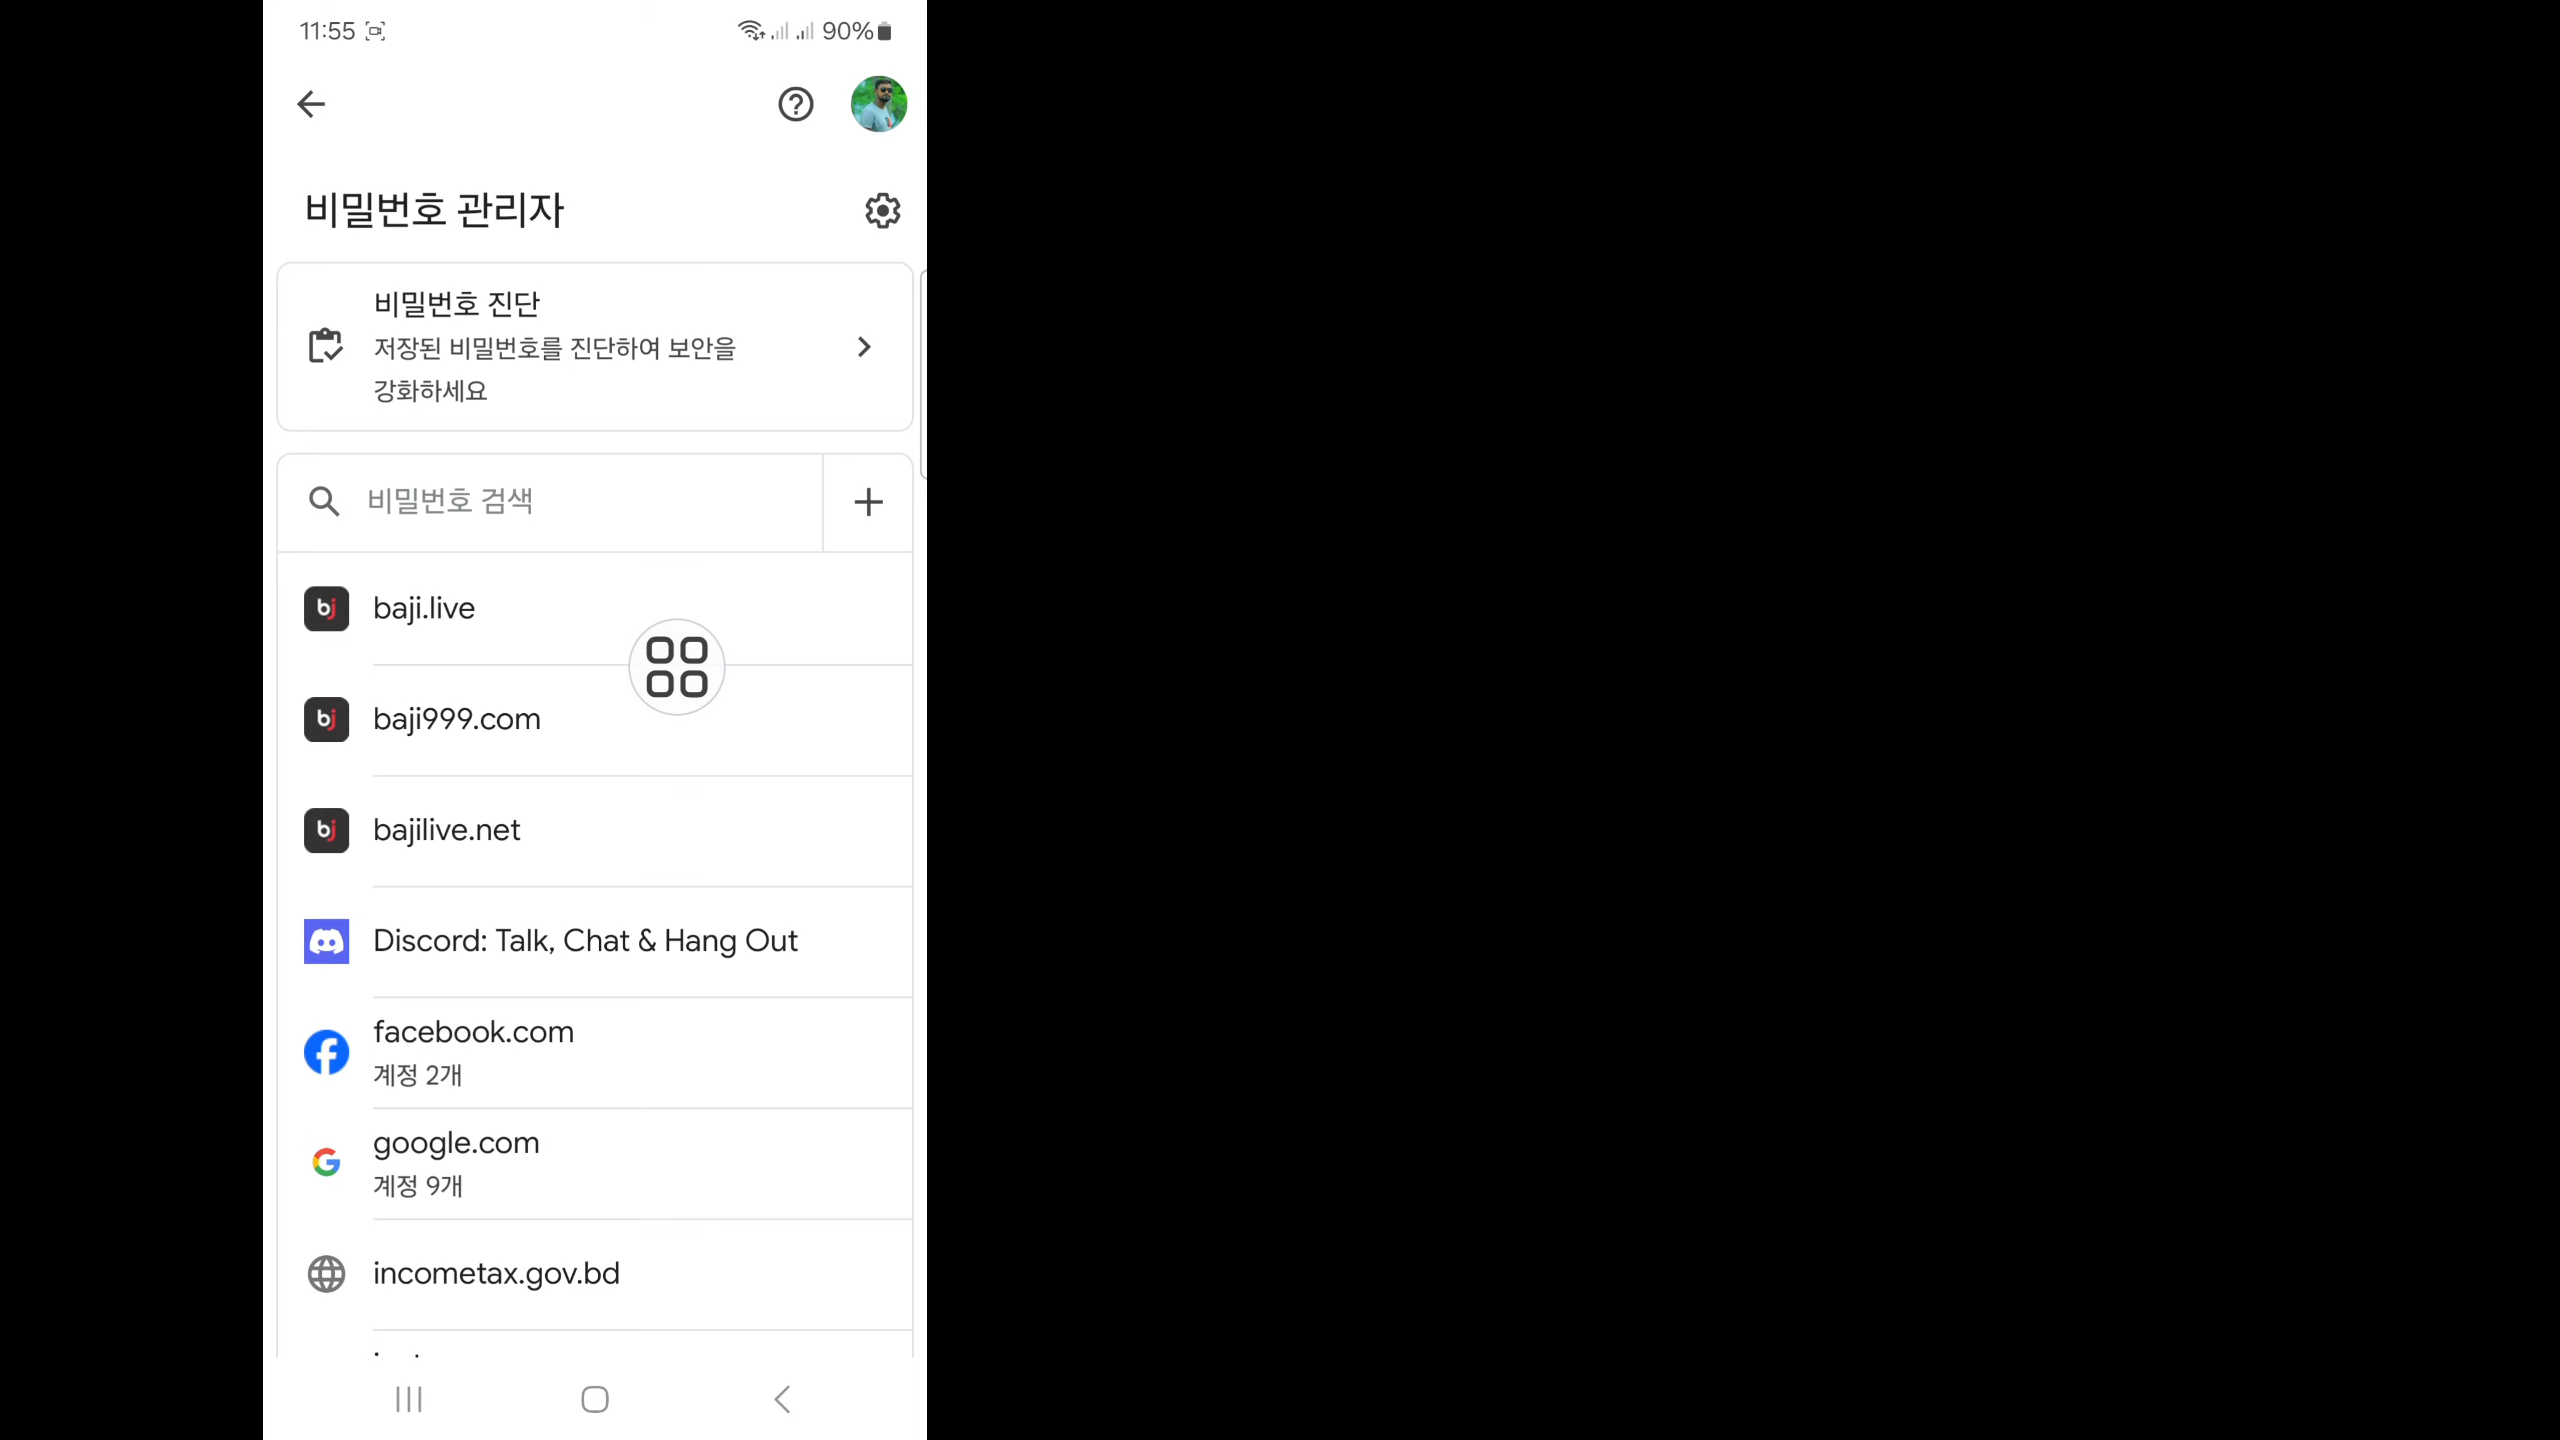 11:55
90%
비밀번호 관리자
비밀번호 진단
저장된 비밀번호를 진단하여 보안을
강화하세요
비밀번호 검색
bj baji.live
bj baji999.com
bj bajilive.net
Discord: Talk, Chat & Hang Out
facebook.com
계정 2개
google.com
계정 9개
incometax.gov.bd